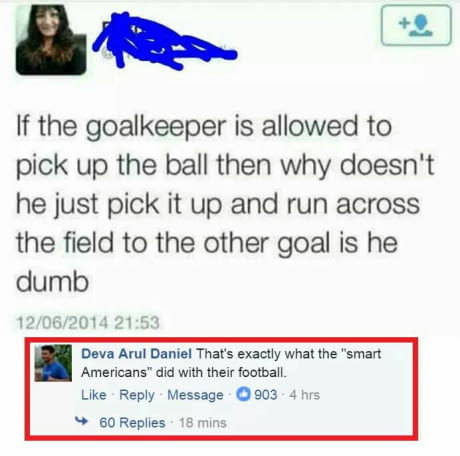 If the goalkeeper is allowed to
pick up the ball then why doesn't
he just pick it up and run across
the field to the other goal is he
dumb
12/06/2014 21:53
Deva Arul Daniel That's exactly what the "smart
Americans" did with their football.
Like · Reply · Message · 903 · 4 hrs
60 Replies · 18 mins